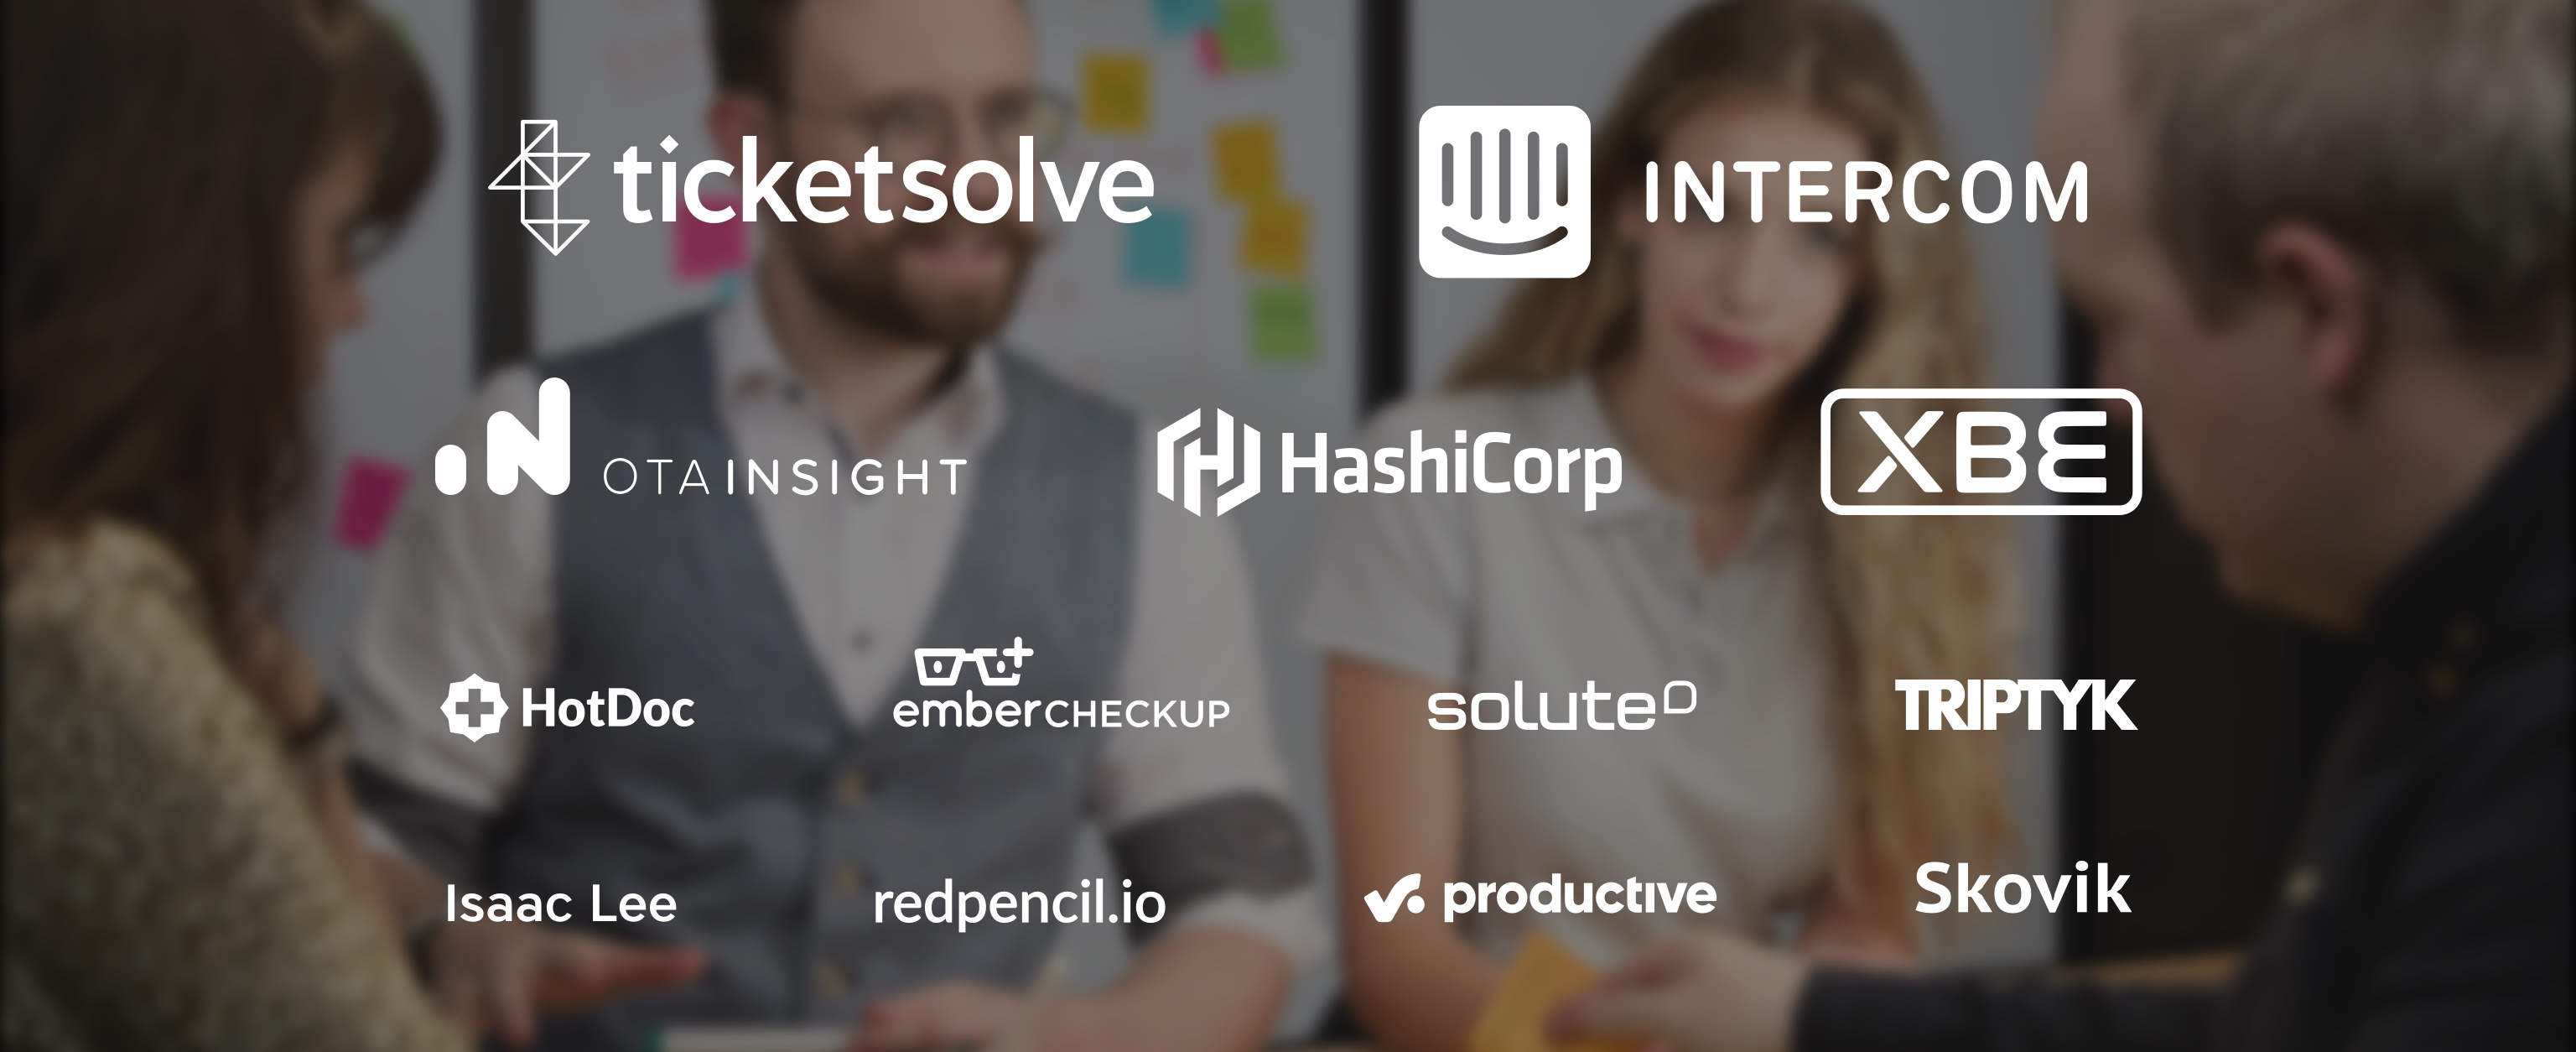 ticketsolve
INTERCOM
OTA INSIGHT
HashiCorp
XBE
HotDoc
emberCHECKUP
solute
TRIPTYK
Isaac Lee
redpencil.io
productive
Skovik